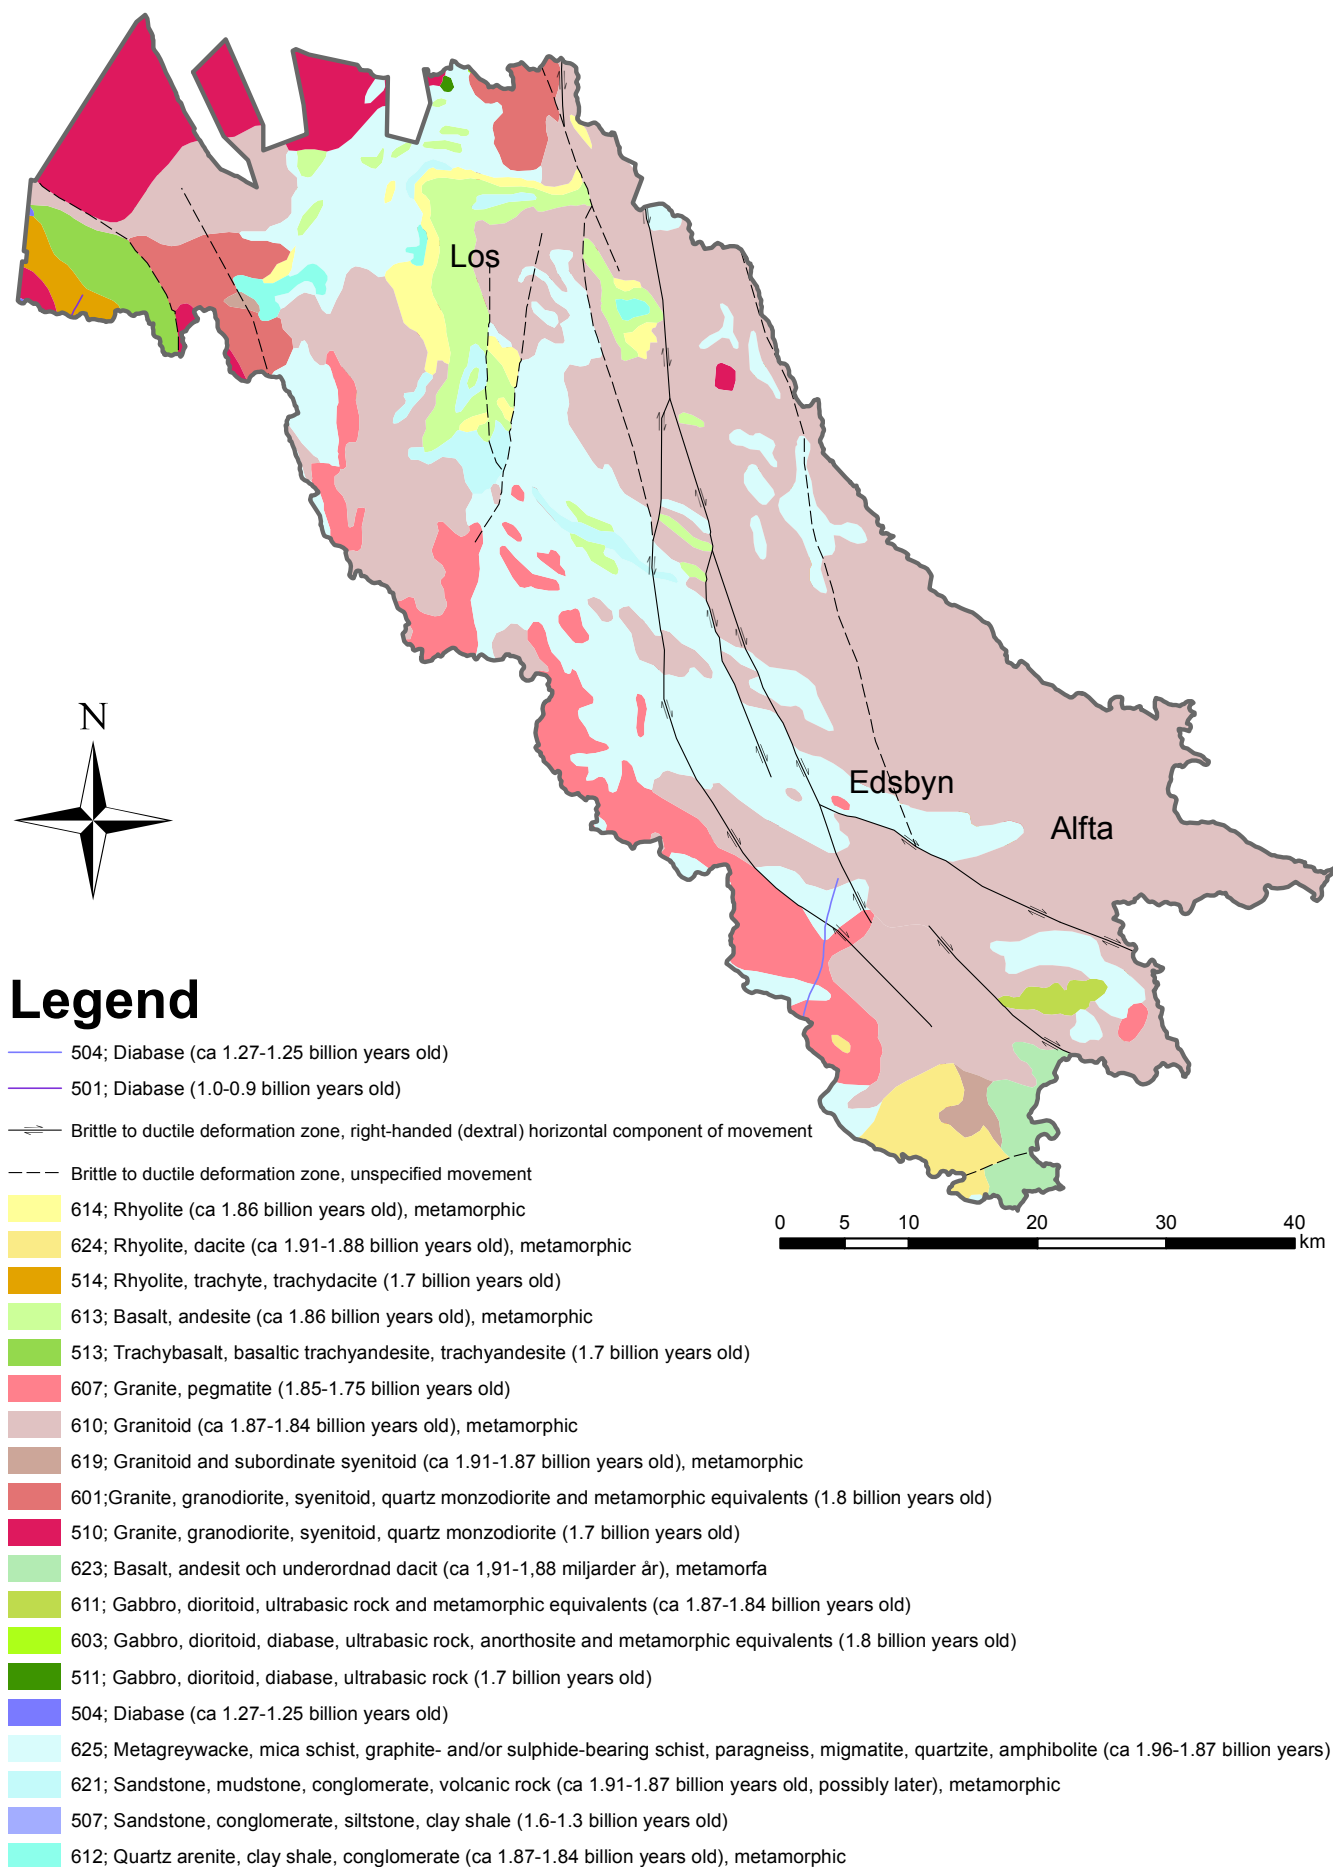 Los
N
Edsbyn
Alfta
Legend
504; Diabase (ca 1.27-1.25 billion years old)
501; Diabase (1.0-0.9 billion years old)
Brittle to ductile deformation zone, right-handed (dextral) horizontal component of movement
Brittle to ductile deformation zone, unspecified movement
614; Rhyolite (ca 1.86 billion years old), metamorphic
624; Rhyolite, dacite (ca 1.91-1.88 billion years old), metamorphic
514; Rhyolite, trachyte, trachydacite (1.7 billion years old)
613; Basalt, andesite (ca 1.86 billion years old), metamorphic
513; Trachybasalt, basaltic trachyandesite, trachyandesite (1.7 billion years old)
607; Granite, pegmatite (1.85-1.75 billion years old)
610; Granitoid (ca 1.87-1.84 billion years old), metamorphic
619; Granitoid and subordinate syenitoid (ca 1.91-1.87 billion years old), metamorphic
601;Granite, granodiorite, syenitoid, quartz monzodiorite and metamorphic equivalents (1.8 billion years old)
510; Granite, granodiorite, syenitoid, quartz monzodiorite (1.7 billion years old)
623; Basalt, andesit och underordnad dacit (ca 1,91-1,88 miljarder år), metamorfa
611; Gabbro, dioritoid, ultrabasic rock and metamorphic equivalents (ca 1.87-1.84 billion years old)
603; Gabbro, dioritoid, diabase, ultrabasic rock, anorthosite and metamorphic equivalents (1.8 billion years old)
511; Gabbro, dioritoid, diabase, ultrabasic rock (1.7 billion years old)
504; Diabase (ca 1.27-1.25 billion years old)
625; Metagreywacke, mica schist, graphite- and/or sulphide-bearing schist, paragneiss, migmatite, quartzite, amphibolite (ca 1.96-1.87 billion years)
621; Sandstone, mudstone, conglomerate, volcanic rock (ca 1.91-1.87 billion years old, possibly later), metamorphic
507; Sandstone, conglomerate, siltstone, clay shale (1.6-1.3 billion years old)
612; Quartz arenite, clay shale, conglomerate (ca 1.87-1.84 billion years old), metamorphic
0 5 10 20 30 40
km